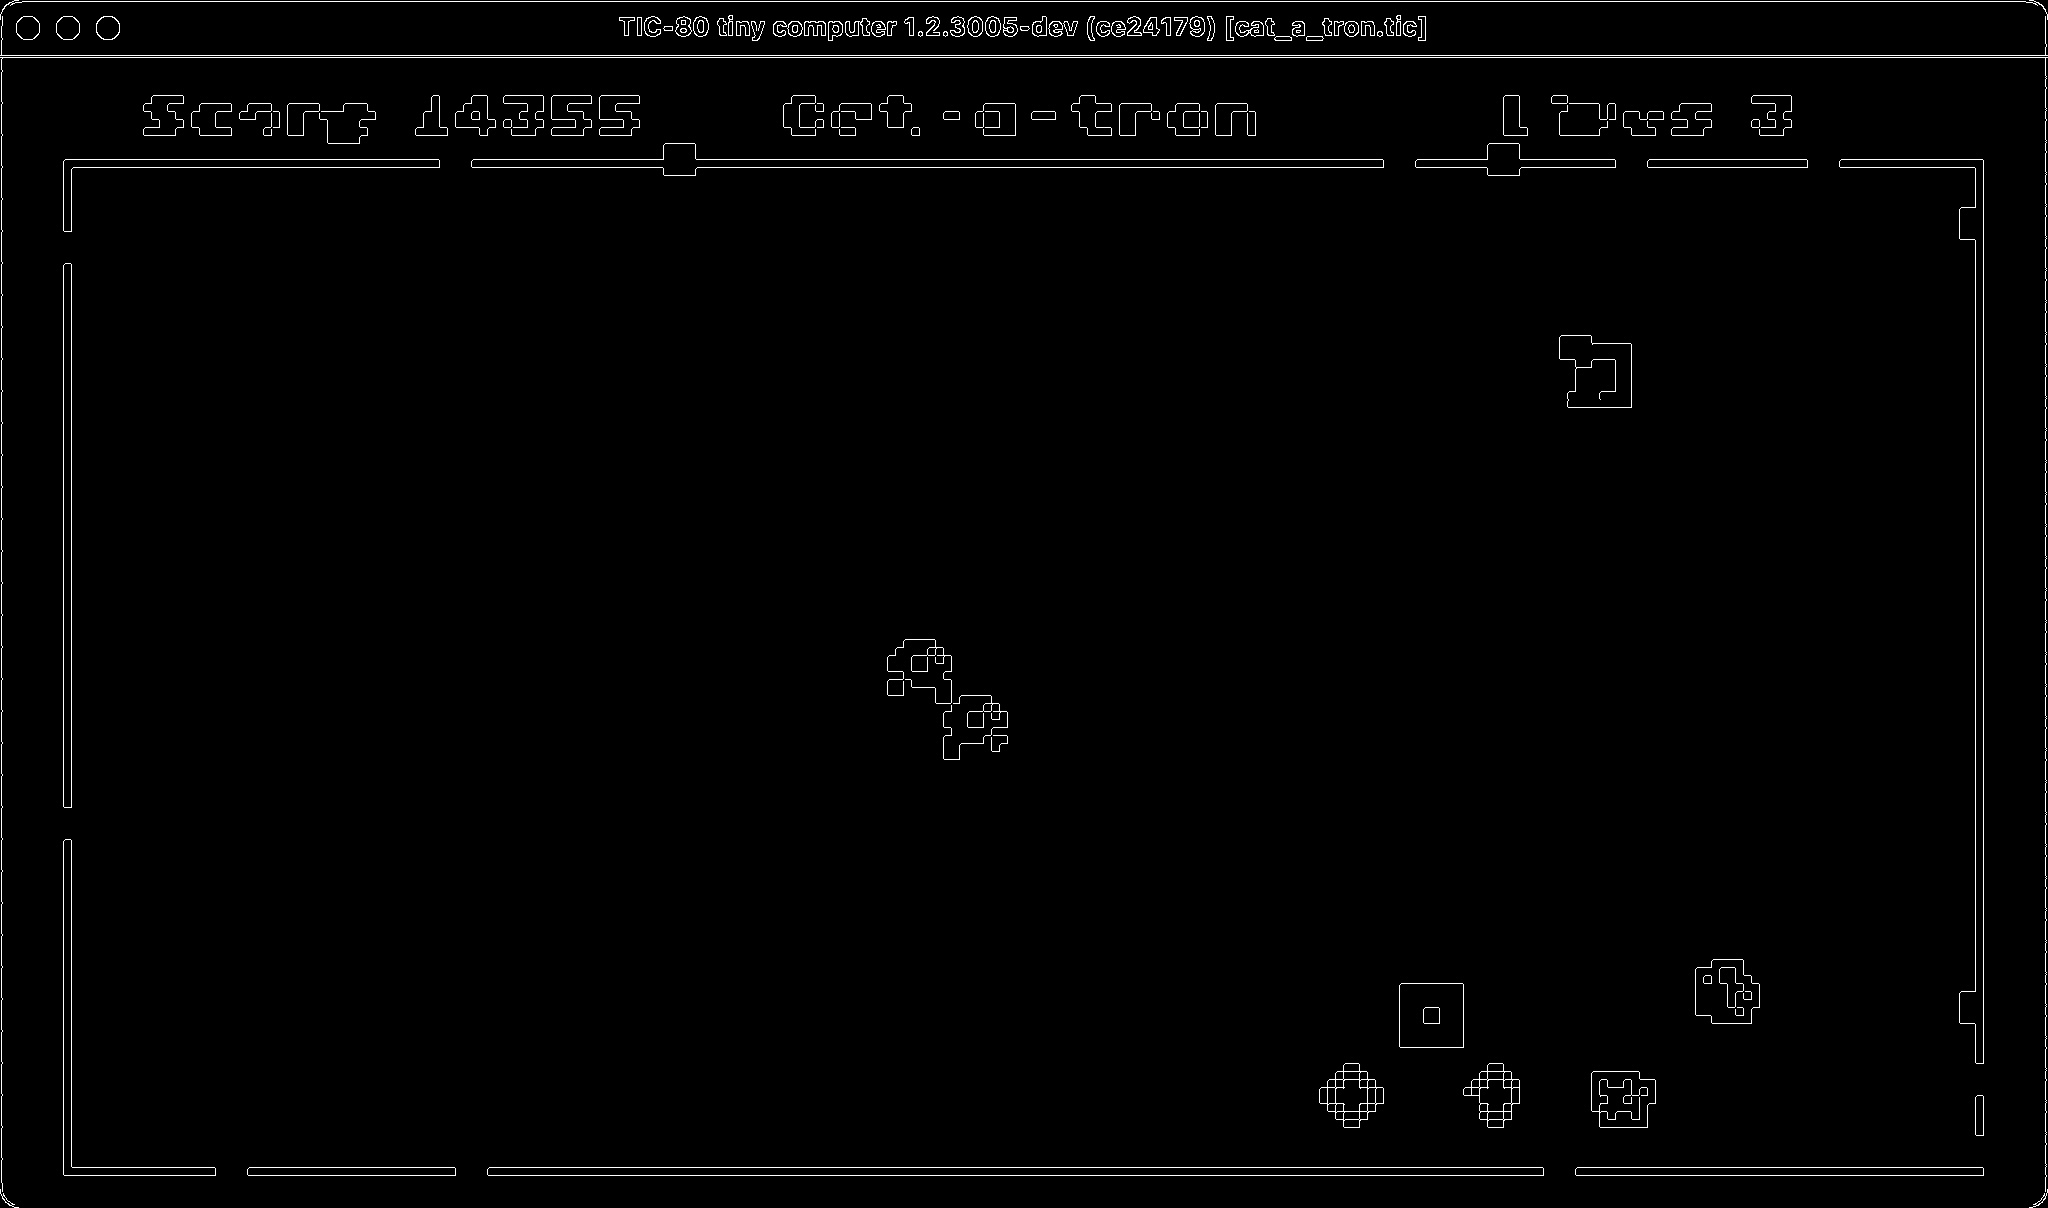 TIC-80 tiny computer 1.2.3005-dev (ce24179) [cat_a_tron.tic]
Score 14355 Cat-a-tron Lives 3